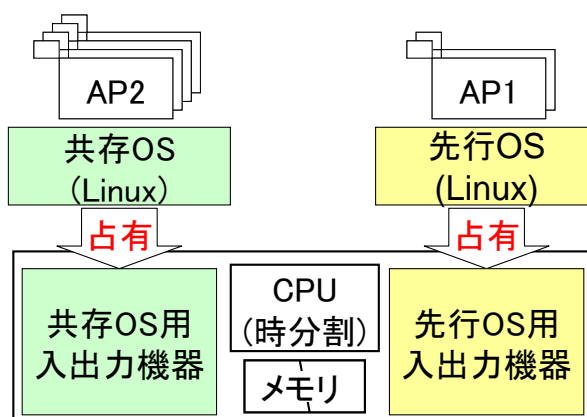 AP2
AP1
共存OS
(Linux)
先行OS
(Linux)
占有
占有
共存OS用
入出力機器
CPU
(時分割)
メモリ
先行OS用
入出力機器